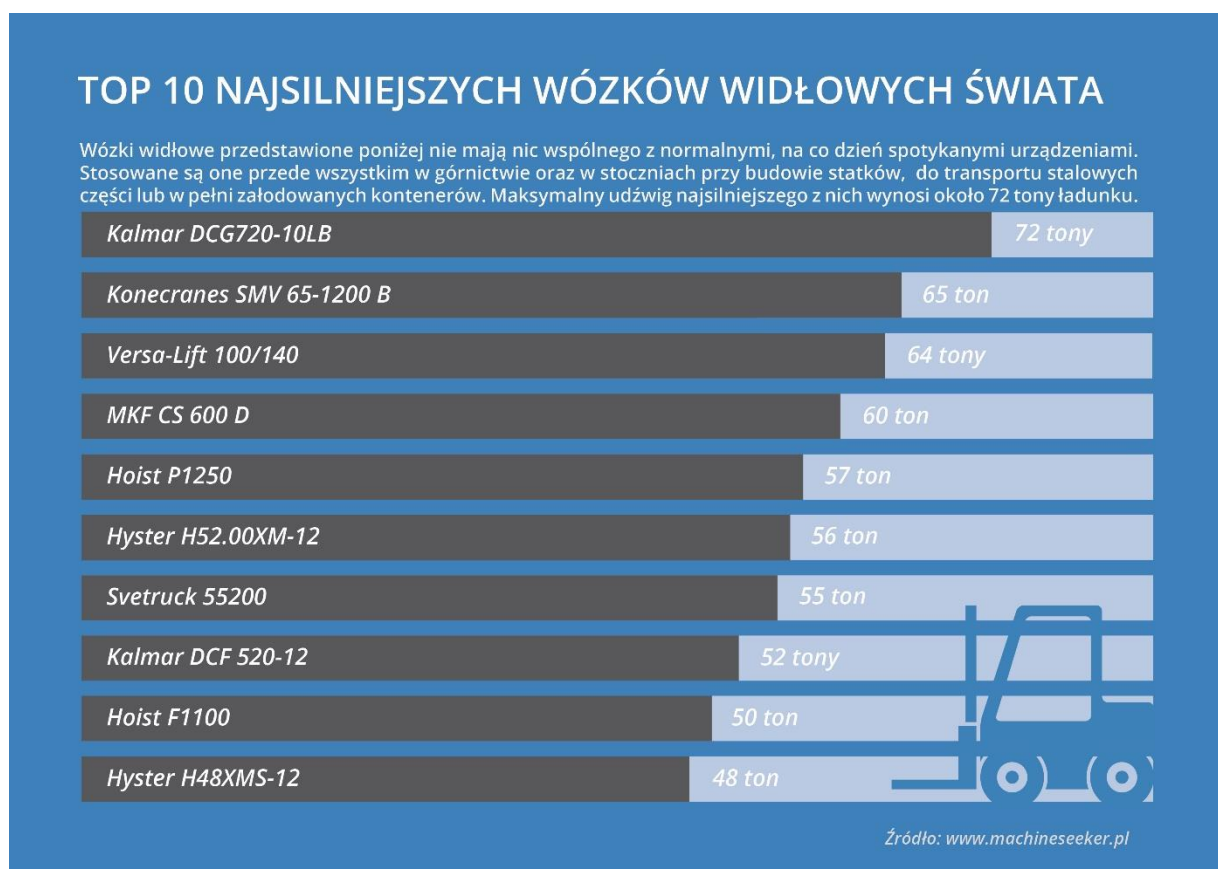 TOP 10 NAJSILNIEJSZYCH WÓZKÓW WIDŁOWYCH ŚWIATA
Wózki widłowe przedstawione poniżej nie mają nic wspólnego z normalnymi, na co dzień spotykanymi urządzeniami.
Stosowane są one przede wszystkim w górnictwie oraz w stoczniach przy budowie statków, do transportu stalowych
części lub w pełni załodowanych kontenerów. Maksymalny udźwig najsilniejszego z nich wynosi około 72 tony ładunku.
Kalmar DCG720-10LB 72 tony
Konecranes SMV 65-1200 B 65 ton
Versa-Lift 100/140 64 tony
MKF CS 600 D 60 ton
Hoist P1250 57 ton
Hyster H52.00XM-12 56 ton
Svetruck 55200 55 ton
Kalmar DCF 520-12 52 tony
Hoist F1100 50 ton
Hyster H48XMS-12 48 ton
Źródło: www.machineseeker.pl